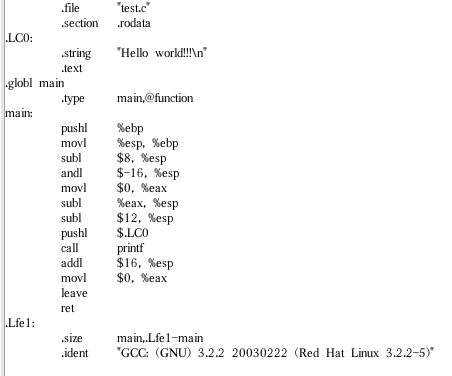 .file "test.c"
.section .rodata
.LC0:
.string "Hello world!!!\n"
.text
.globl main
.type main,@function
main:
pushl %ebp
movl %esp, %ebp
subl $8, %esp
andl $-16, %esp
movl $0, %eax
subl %eax, %esp
subl $12, %esp
pushl $.LC0
call printf
addl $16, %esp
movl $0, %eax
leave
ret
.Lfe1:
.size main,.Lfe1-main
.ident "GCC: (GNU) 3.2.2 20030222 (Red Hat Linux 3.2.2-5)"